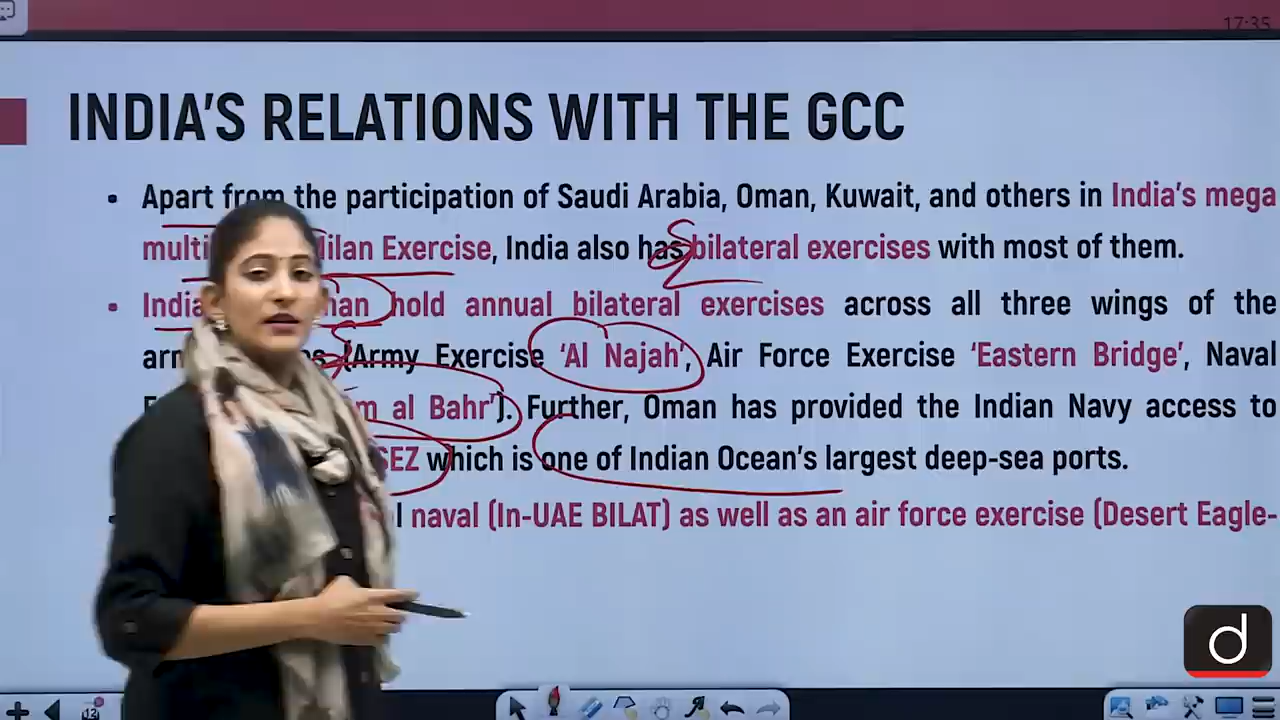 17:35
INDIA'S RELATIONS WITH THE GCC
• Apart from the participation of Saudi Arabia, Oman, Kuwait, and others in India's mega
Milan Exercise, India also has bilateral exercises with most of them.
• India hold annual bilateral exercises across all three wings of the
(Army Exercise 'Al Najah', Air Force Exercise 'Eastern Bridge', Naval
al Bahr'). Further, Oman has provided the Indian Navy access to
SEZ which is one of Indian Ocean's largest deep-sea ports.
naval (In-UAE BILAT) as well as an air force exercise (Desert Eagle-
d
12